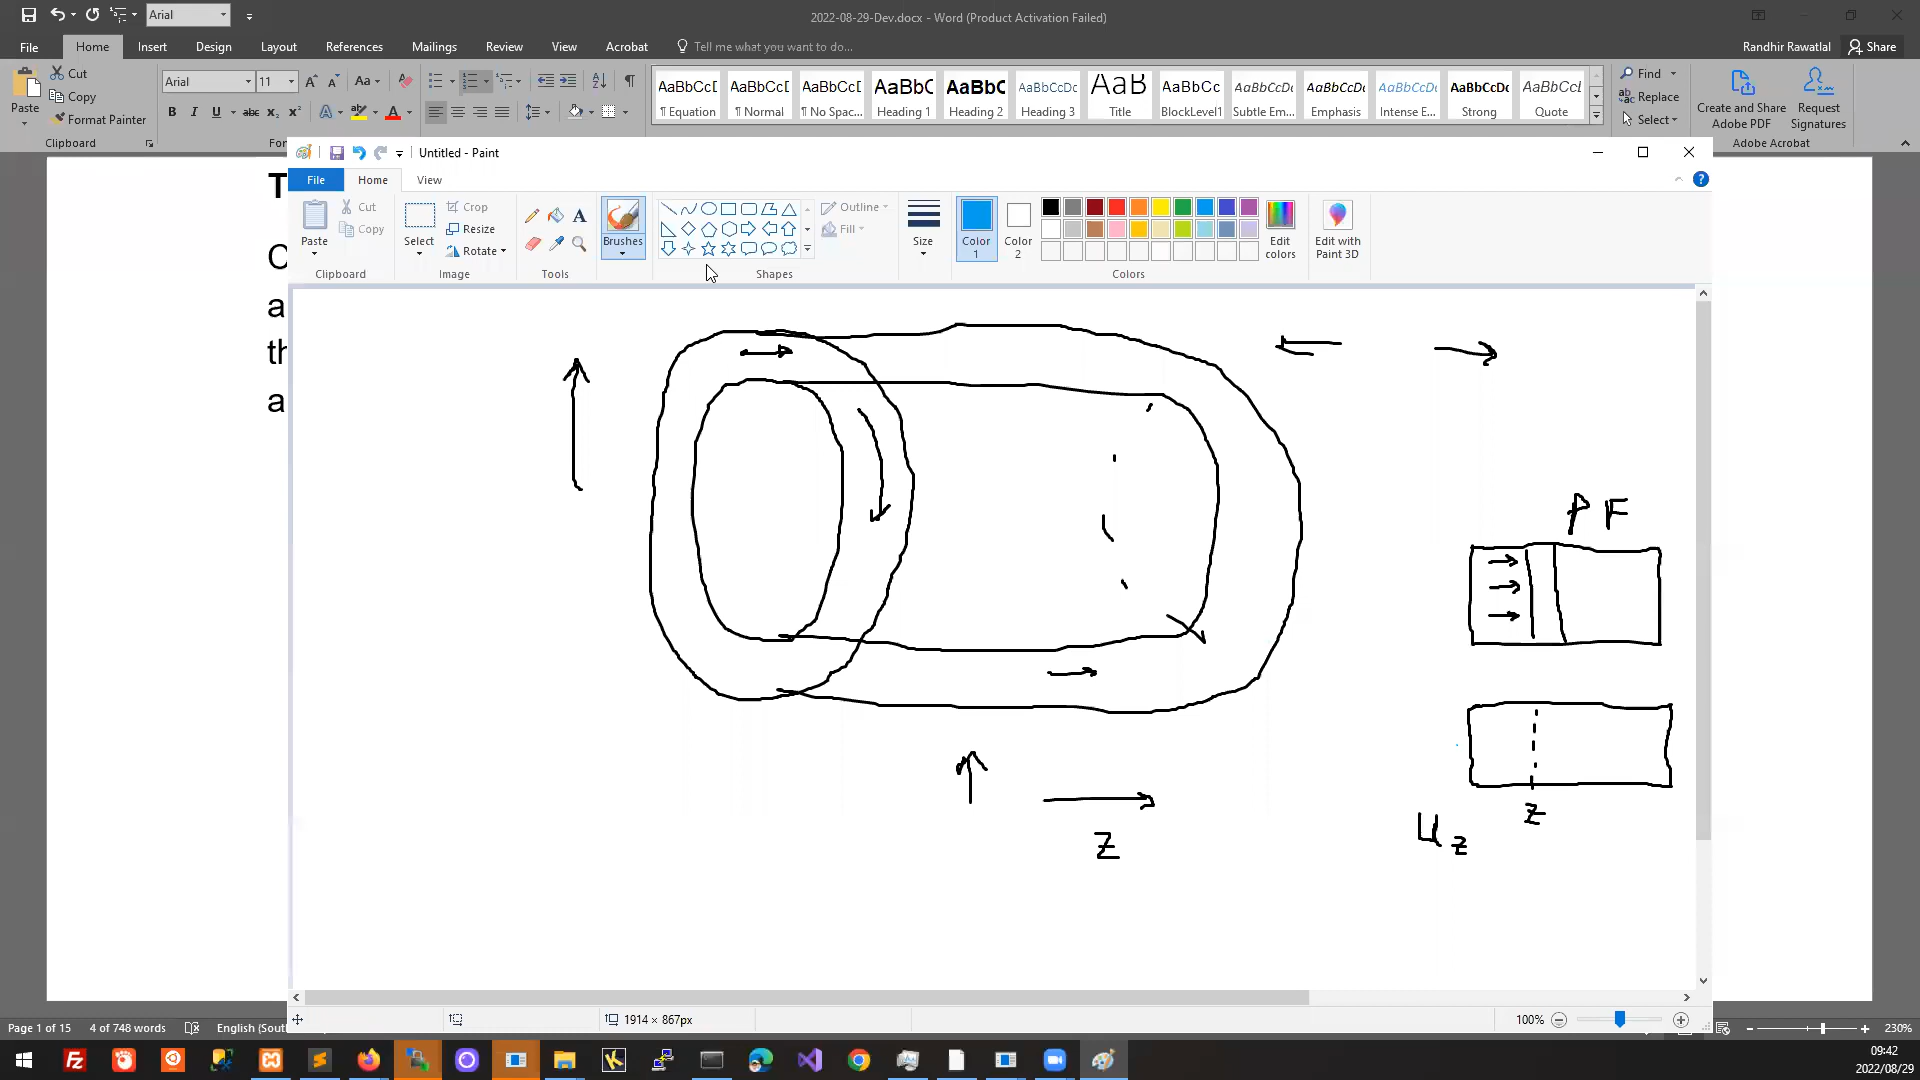 Arial
2022-08-29-Dev.docx - Word (Product Activation Failed)
File Home Insert Design Layout References Mailings Review View Acrobat Tell me what you want to do... Randhir Rawatlal Share
Paste Cut Copy Format Painter Clipboard
Arial 11
AaBbCcD AaBbCcDc AaBbCcDc AaBbC AaBbC AaBbCcDc AaB AaBbCc AaBbCcDc AaBbCcDc AaBbCcDc AaBbCcDc AaBbCcDc
¶ Equation ¶ Normal ¶ No Spac... Heading 1 Heading 2 Heading 3 Title BlockLevel1 Subtle Em... Emphasis Intense E... Strong Quote
Find Replace Select
Create and Share Adobe PDF
Request Signatures
Adobe Acrobat
Untitled - Paint
File Home View
Paste Cut Copy Clipboard
Select Crop Resize Rotate Image
A Tools
Brushes
Shapes Outline Fill
Size
Color 1
Color 2
Edit colors
Colors
Edit with Paint 3D
T
a
a
P F
z
z
u z
1914 × 867px
100%
Page 1 of 15 4 of 748 words
230%
09:42
2022/08/29